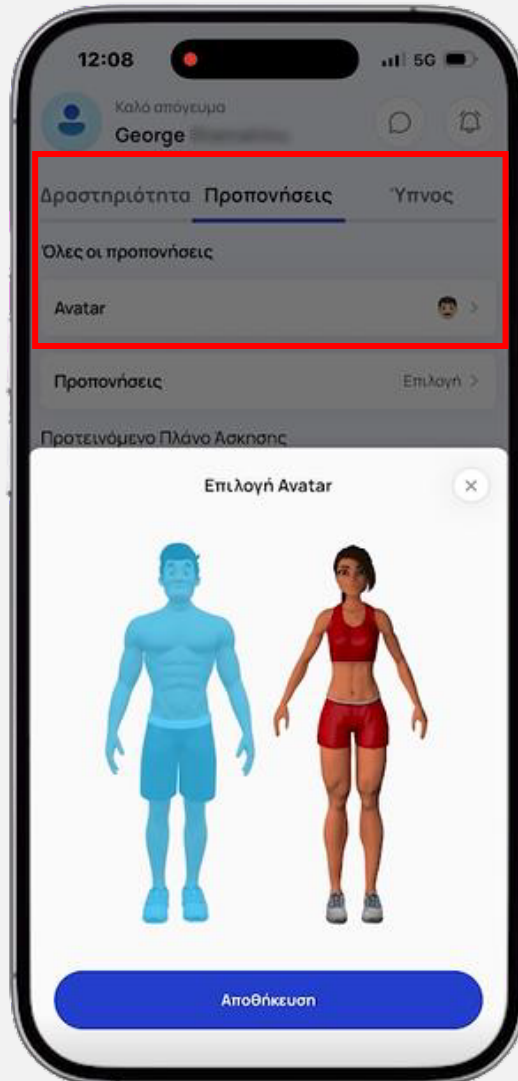 12:08 5G
Καλό απόγευμα
George
Δραστηριότητα Προπονήσεις Ύπνος
Όλες οι προπονήσεις
Avatar
Προπονήσεις Επιλογή
Προτεινόμενο Πλάνο Άσκησης
Επιλογή Avatar
Αποθήκευση